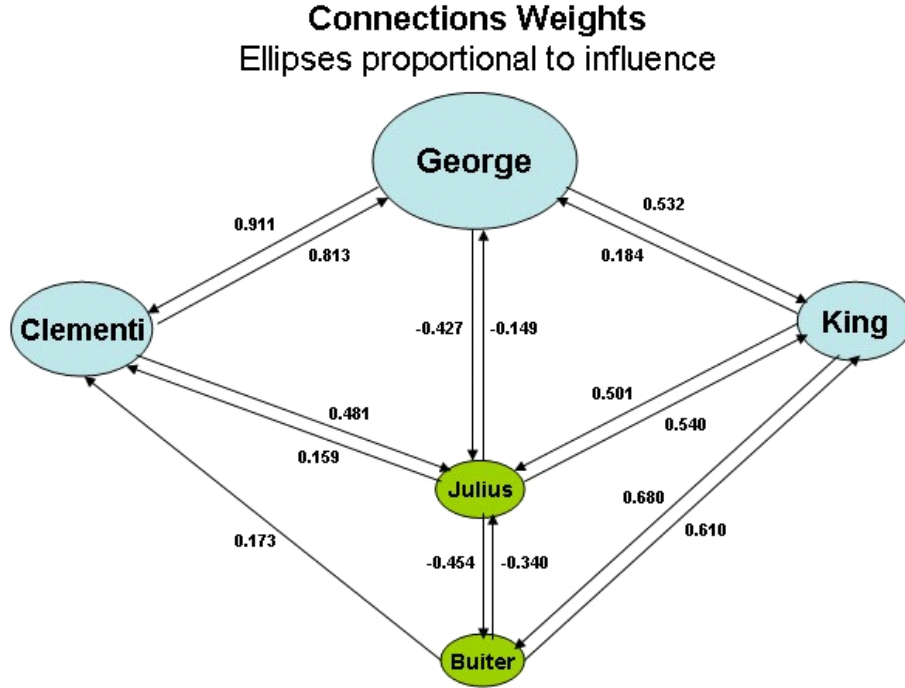 Connections Weights
Ellipses proportional to influence
George
0.911
0.532
0.813
0.184
Clementi
-0.427
-0.149
King
0.481
0.501
0.159
0.540
Julius
0.680
0.173
0.610
-0.454
-0.340
Buiter